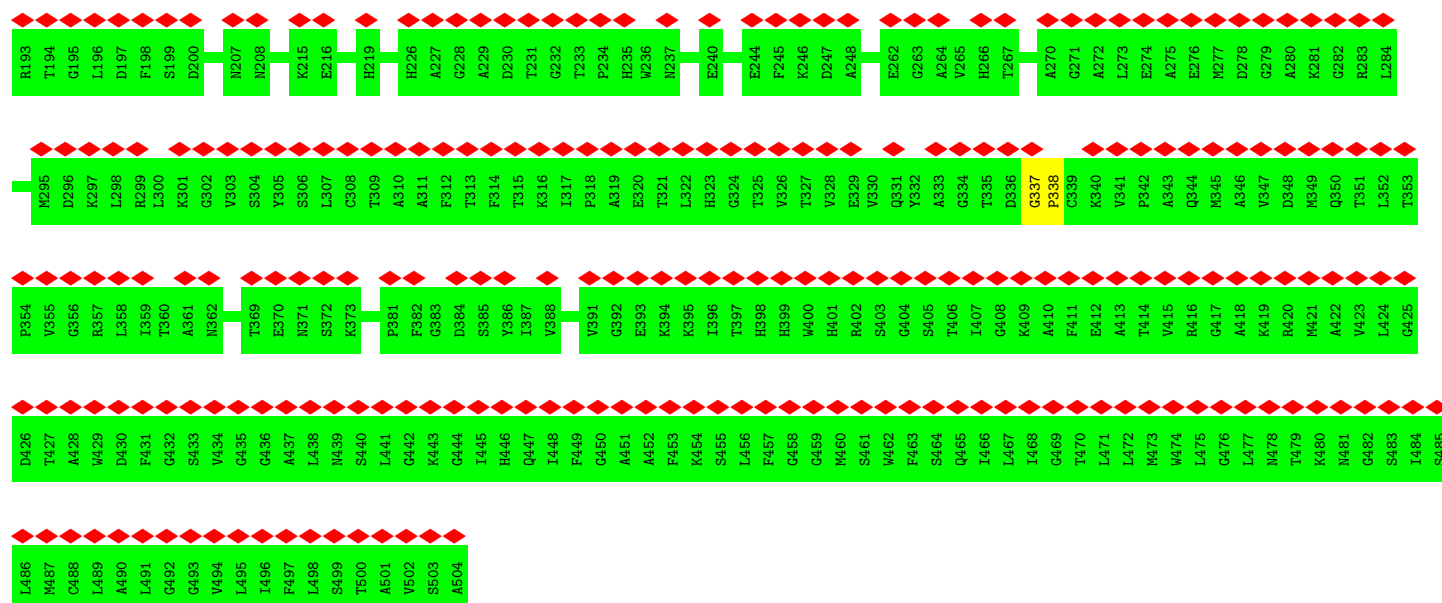 R193 T194 G195 L196 D197 F198 S199 D200 N207 N208 K215 E216 H219 H226 A227 G228 A229 D230 T231 G232 T233 P234 H235 W236 N237 E240 E244 F245 K246 D247 A248 E262 G263 A264 V265 H266 T267 A270 G271 A272 L273 E274 A275 E276 M277 D278 G279 A280 K281 G282 R283 L284
M295 D296 K297 L298 R299 L300 K301 G302 V303 S304 Y305 S306 L307 C308 T309 A310 A311 F312 T313 F314 T315 K316 I317 P318 A319 E320 T321 L322 H323 G324 T325 V326 T327 V328 E329 V330 Q331 Y332 A333 G334 T335 D336 G337 P338 C339 K340 V341 P342 A343 Q344 M345 A346 V347 D348 M349 Q350 T351 L352 T353
P354 V355 G356 R357 L358 I359 T360 A361 N362 T369 E370 N371 S372 K373 P381 F382 G383 D384 S385 Y386 I387 V388 V391 G392 E393 K394 K395 I396 T397 H398 H399 W400 H401 R402 S403 G404 S405 T406 I407 G408 K409 A410 F411 E412 A413 T414 V415 R416 G417 A418 K419 R420 M421 A422 V423 L424 G425
D426 T427 A428 W429 D430 F431 G432 S433 V434 G435 G436 A437 L438 N439 S440 L441 G442 K443 G444 I445 H446 Q447 I448 F449 G450 A451 A452 F453 K454 S455 L456 F457 G458 G459 M460 S461 W462 F463 S464 Q465 I466 L467 I468 G469 T470 L471 L472 M473 W474 L475 G476 L477 N478 T479 K480 N481 G482 S483 I484 S485
L486 M487 C488 L489 A490 L491 G492 G493 V494 L495 I496 F497 L498 S499 T500 A501 V502 S503 A504